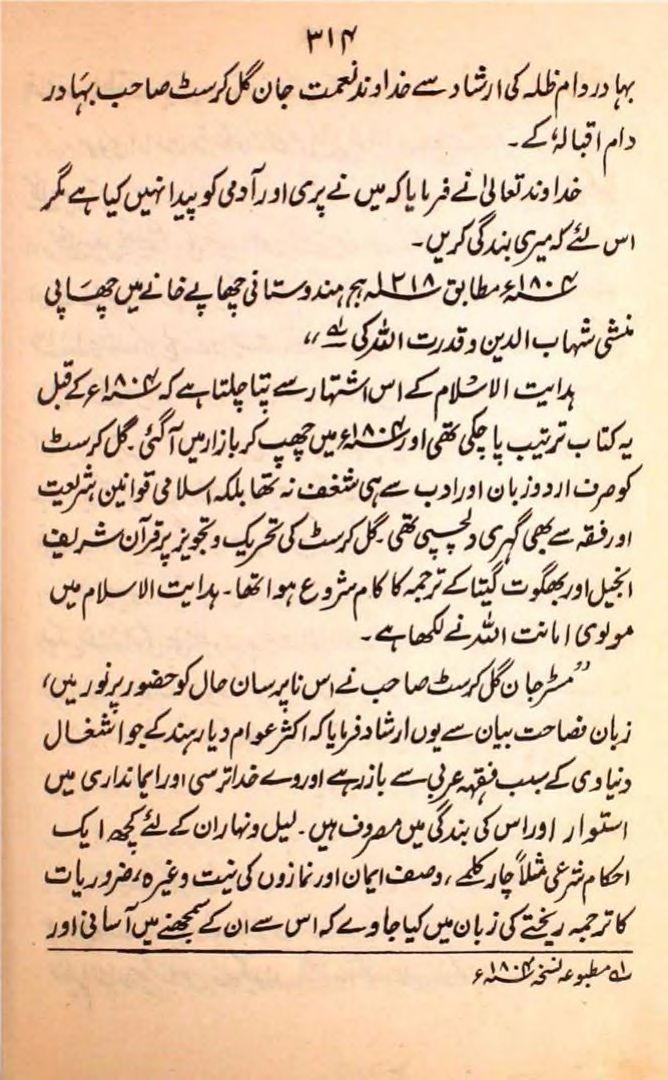 ۳۱۴
بہادر دام ظلہ کی ارشاد سے خداوند نعمت جان گل کرسٹ صاحب بہادر
دام اقبالہٗ کے۔
خداوند تعالیٰ نے فرمایا کہ میں نے پری اور آدمی کو پیدا نہیں کیا ہے مگر
اس لئے کہ میری بندگی کریں۔
۱۸۰۴ء مطابق ۱۲۱۸ ہجر ہندوستانی چھاپے خانے میں چھاپی
منشی شہاب الدین و قدرت اللہ کی ۱؎ ،،
ہدایت الاسلام کے اس اشتہار سے پتا چلتا ہے کہ ۱۸۰۴ء کے قبل
یہ کتاب ترتیب پا چکی تھی اور ۱۸۰۴ء میں چھپ کر بازار میں آ گئی۔ گل کرسٹ
کو صرف اردو زبان اور ادب سے ہی شغف نہ تھا بلکہ اسلامی قوانین شریعت
اور فقہ سے بھی گہری دلچسپی تھی۔ گل کرسٹ کی تحریک و تجویز پر قرآن شریف
انجیل اور بھگوت گیتا کے ترجمہ کا کام شروع ہوا تھا۔ ہدایت الاسلام میں
مولوی امانت اللہ نے لکھا ہے۔
”مسٹر جان گل کرسٹ صاحب نے اس ناپرسان حال کو حضور پرنور میں،
زبان فصاحت بیان سے یوں ارشاد فرمایا کہ اکثر عوام دیار ہند کے جو اشغال
دنیاوی کے سبب فقہہ عربی سے باز رہے اور وے خدا ترسی اور ایمانداری میں
استوار اور اس کی بندگی میں مصروف ہیں۔ لیل و نہار ان کے لئے کچھ ایک
احکام شرعی مثلاً چار کلمے، وصف ایمان اور نمازوں کی نیت وغیرہ، ضروریات
کا ترجمہ ریختے کی زبان میں کیا جاوے کہ اس سے ان کے سمجھنے میں آسانی اور
۱؎ مطبوعہ نسخہ ۱۸۰۴ء